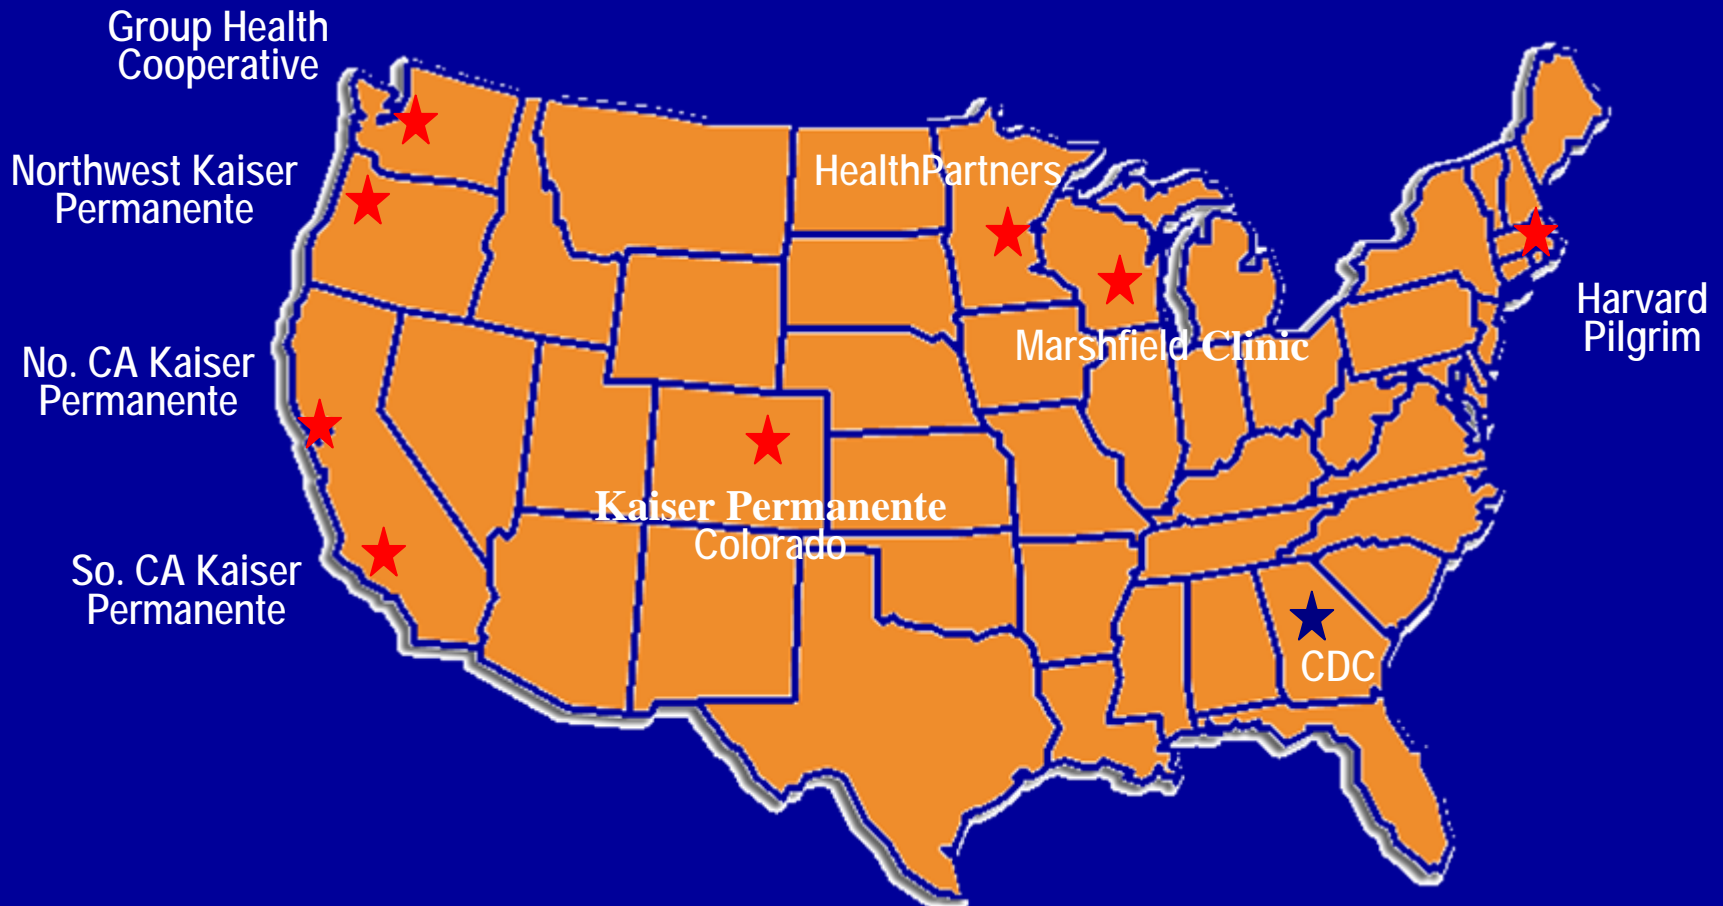 Group Health
Cooperative
Northwest Kaiser
Permanente
HealthPartners
Harvard
Pilgrim
Marshfield Clinic
No. CA Kaiser
Permanente
Kaiser Permanente
Colorado
So. CA Kaiser
Permanente
CDC